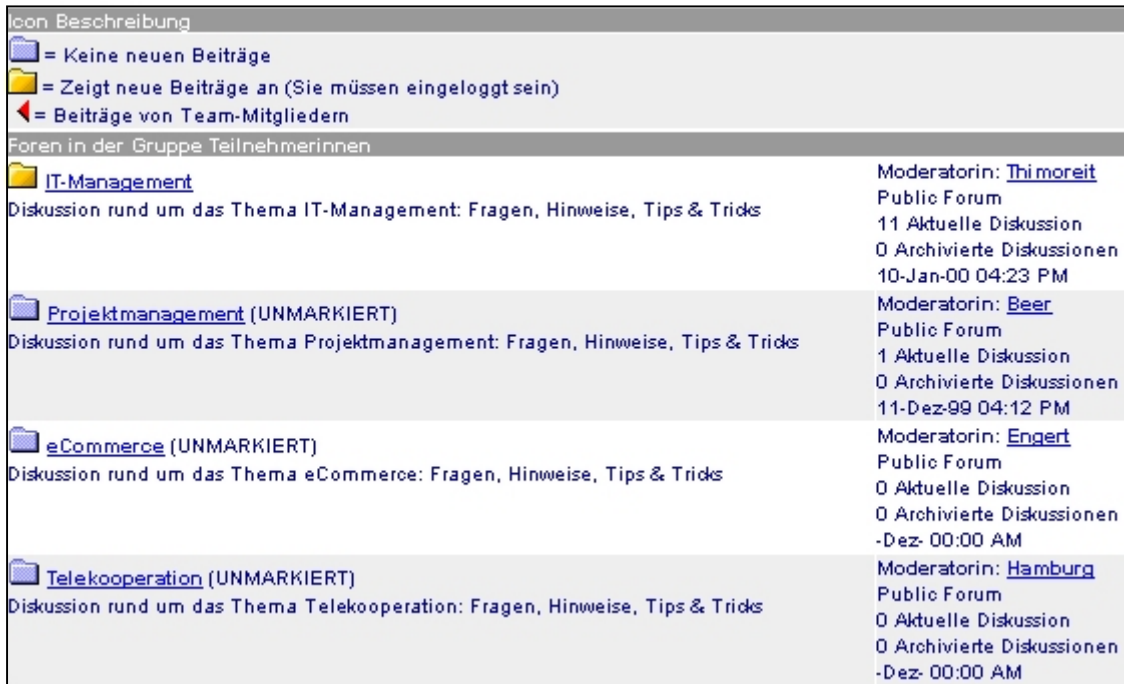 Icon Beschreibung
= Keine neuen Beiträge
= Zeigt neue Beiträge an (Sie müssen eingeloggt sein)
= Beiträge von Team-Mitgliedern
Foren in der Gruppe Teilnehmerinnen
IT-Management
Diskussion rund um das Thema IT-Management: Fragen, Hinweise, Tips & Tricks
Moderatorin: Thimoreit
Public Forum
11 Aktuelle Diskussion
0 Archivierte Diskussionen
10-Jan-00 04:23 PM
Projektmanagement (UNMARKIERT)
Diskussion rund um das Thema Projektmanagement: Fragen, Hinweise, Tips & Tricks
Moderatorin: Beer
Public Forum
1 Aktuelle Diskussion
0 Archivierte Diskussionen
11-Dez-99 04:12 PM
eCommerce (UNMARKIERT)
Diskussion rund um das Thema eCommerce: Fragen, Hinweise, Tips & Tricks
Moderatorin: Engert
Public Forum
0 Aktuelle Diskussion
0 Archivierte Diskussionen
-Dez- 00:00 AM
Telekooperation (UNMARKIERT)
Diskussion rund um das Thema Telekooperation: Fragen, Hinweise, Tips & Tricks
Moderatorin: Hamburg
Public Forum
0 Aktuelle Diskussion
0 Archivierte Diskussionen
-Dez- 00:00 AM